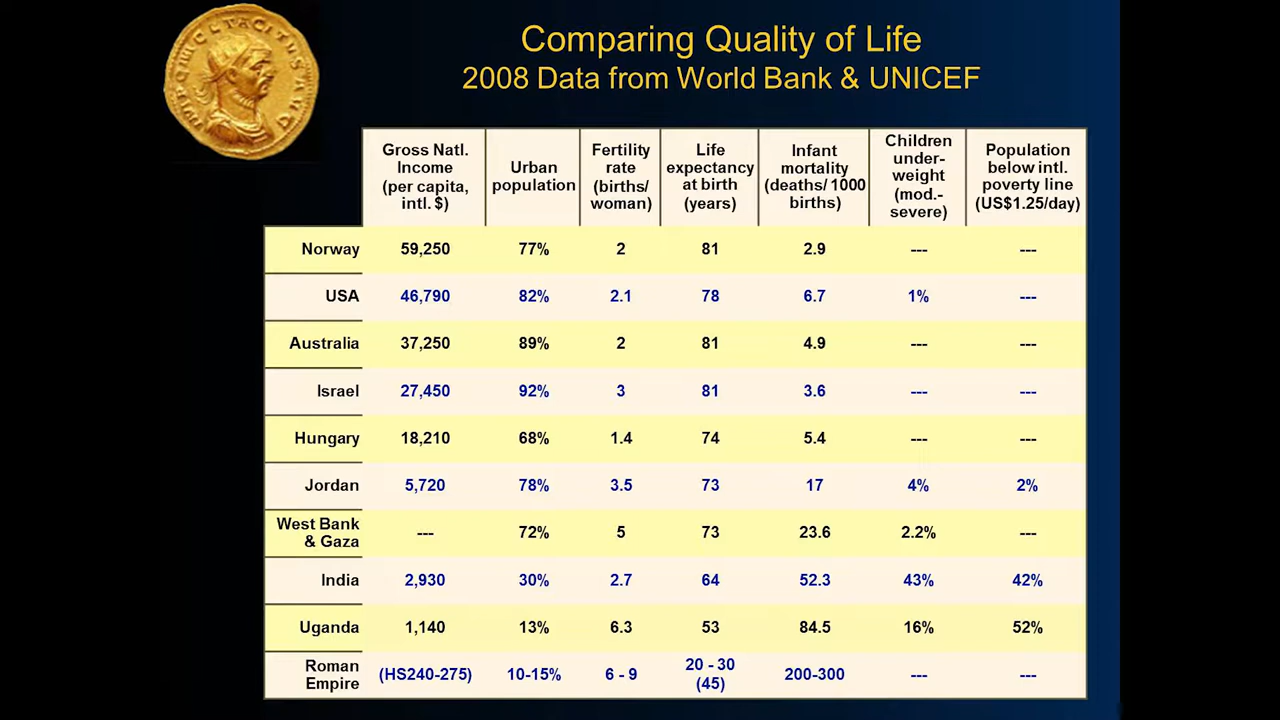 Comparing Quality of Life
2008 Data from World Bank & UNICEF
Gross Natl.
Income
(per capita,
intl. $)
Urban
population
Fertility
rate
(births/
woman)
Life
expectancy
at birth
(years)
Infant
mortality
(deaths/ 1000
births)
Children
under-
weight
(mod.-
severe)
Population
below intl.
poverty line
(US$1.25/day)
Norway 59,250 77% 2 81 2.9 --- ---
USA 46,790 82% 2.1 78 6.7 1% ---
Australia 37,250 89% 2 81 4.9 --- ---
Israel 27,450 92% 3 81 3.6 --- ---
Hungary 18,210 68% 1.4 74 5.4 --- ---
Jordan 5,720 78% 3.5 73 17 4% 2%
West Bank
& Gaza --- 72% 5 73 23.6 2.2% ---
India 2,930 30% 2.7 64 52.3 43% 42%
Uganda 1,140 13% 6.3 53 84.5 16% 52%
Roman
Empire (HS240-275) 10-15% 6 - 9 20 - 30
(45) 200-300 --- ---